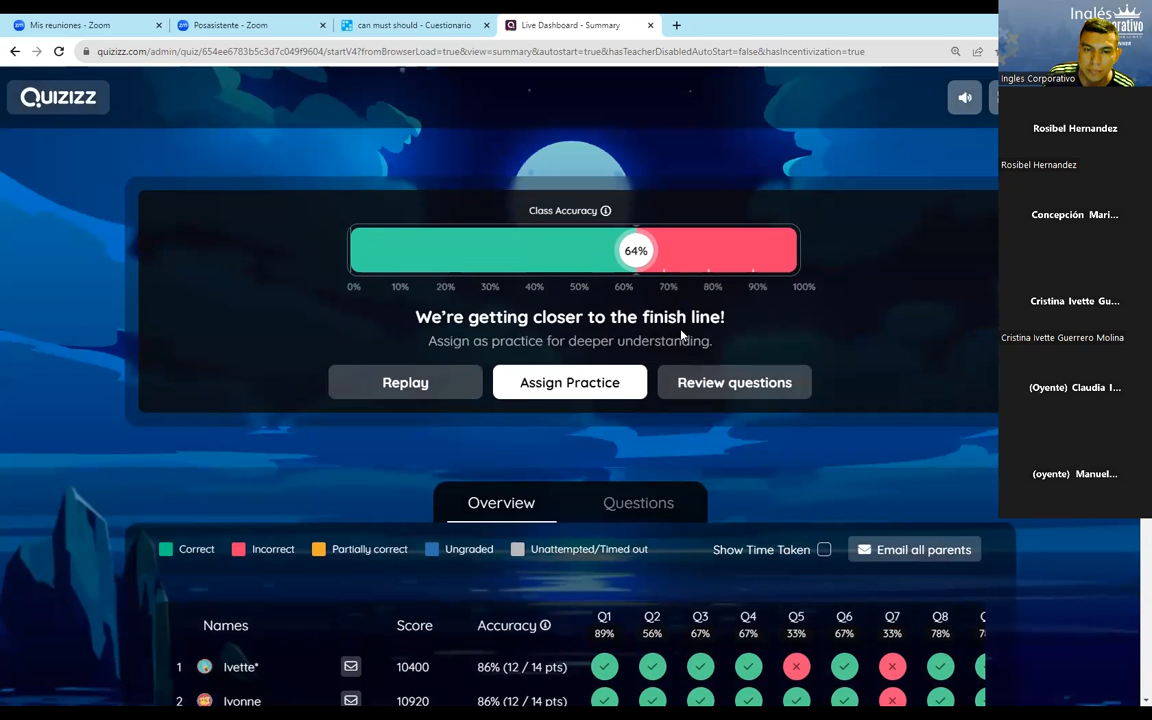 Mis reuniones - Zoom
Posasistente - Zoom
can must should - Cuestionario
Live Dashboard - Summary
quizizz.com/admin/quiz/654ee6783b5c3d7c049f9604/startV4?fromBrowserLoad=true&view=summary&autostart=true&hasTeacherDisabledAutoStart=false&hasIncentivization=true
Quizizz
Class Accuracy
64%
0% 10% 20% 30% 40% 50% 60% 70% 80% 90% 100%
We're getting closer to the finish line!
Assign as practice for deeper understanding.
Replay
Assign Practice
Review questions
Overview
Questions
Correct
Incorrect
Partially correct
Ungraded
Unattempted/Timed out
Show Time Taken
Email all parents
Names Score Accuracy Q1 Q2 Q3 Q4 Q5 Q6 Q7 Q8
89% 56% 67% 67% 33% 67% 33% 78%
1 Ivette* 10400 86% (12 / 14 pts)
2 Ivonne 10920 86% (12 / 14 pts)
Inglés
Ingles Corporativo
Rosibel Hernandez
Rosibel Hernandez
Concepción Mari...
Cristina Ivette Gu...
Cristina Ivette Guerrero Molina
(Oyente) Claudia I...
(oyente) Manuel...